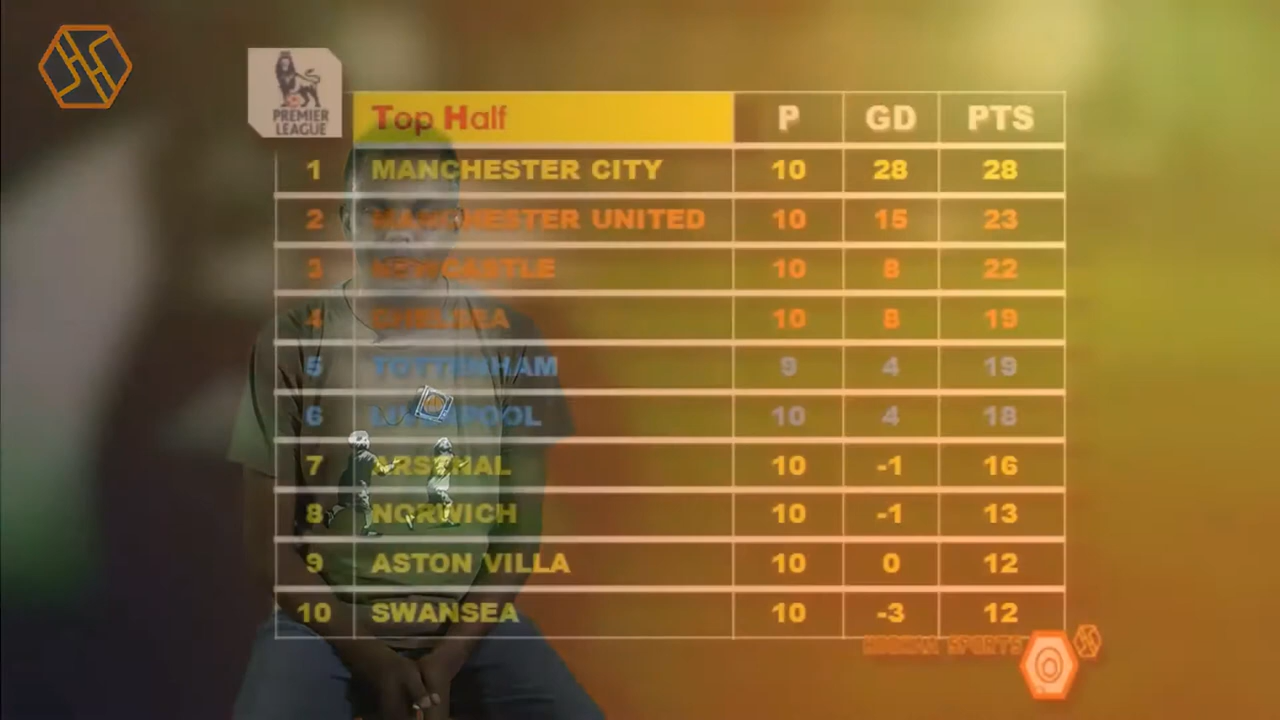 PREMIER
LEAGUE
Top Half P GD PTS
1 MANCHESTER CITY 10 28 28
2 MANCHESTER UNITED 10 15 23
3 NEWCASTLE 10 8 22
4 CHELSEA 10 8 19
5 TOTTENHAM 9 4 19
6 LIVERPOOL 10 4 18
7 ARSENAL 10 -1 16
8 NORWICH 10 -1 13
9 ASTON VILLA 10 0 12
10 SWANSEA 10 -3 12
SPORTS